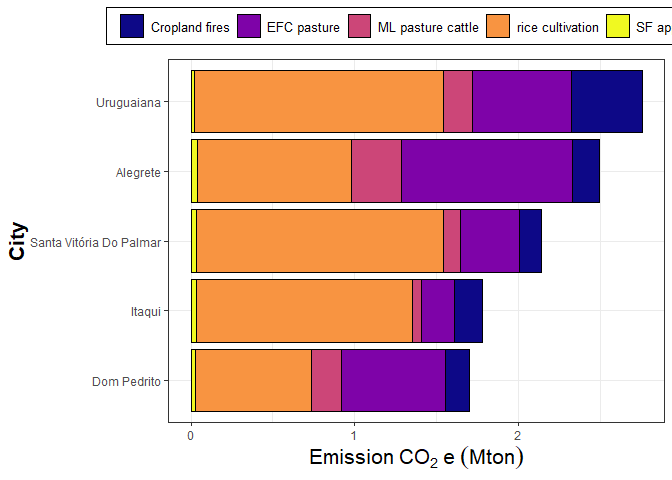 Cropland fires EFC pasture ML pasture cattle rice cultivation SF
Uruguaiana
Alegrete
City
Santa Vitória Do Palmar
Itaqui
Dom Pedrito
0 1 2
Emission CO₂ e (Mton)